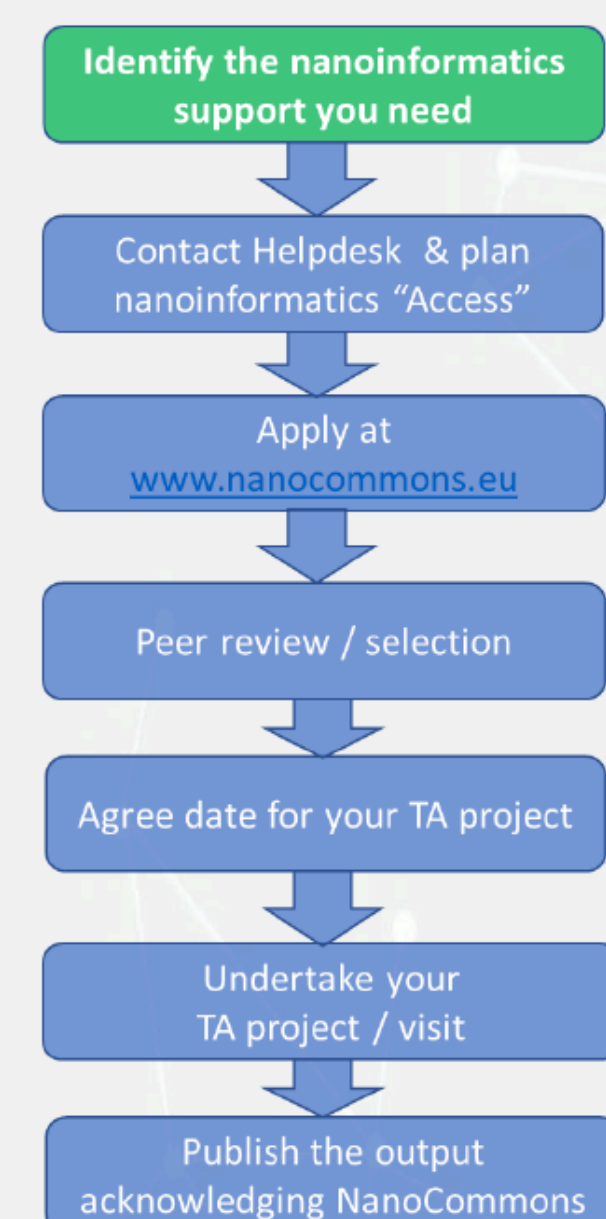 Identify the nanoinformatics
support you need
Contact Helpdesk & plan
nanoinformatics “Access”
Apply at
www.nanocommons.eu
Peer review / selection
Agree date for your TA project
Undertake your
TA project / visit
Publish the output
acknowledging NanoCommons